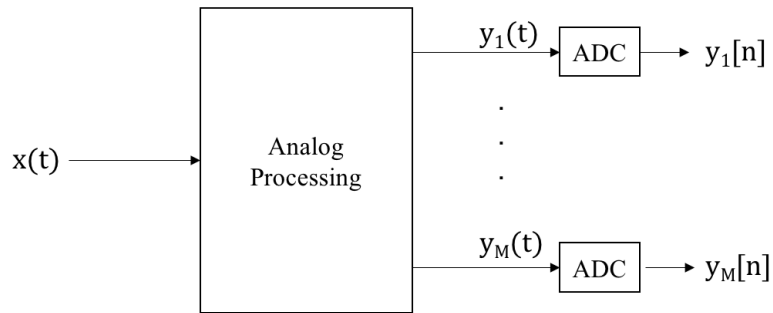 y₁(t)
ADC
y₁[n]
x(t)
Analog
Processing
y_M(t)
ADC
y_M[n]